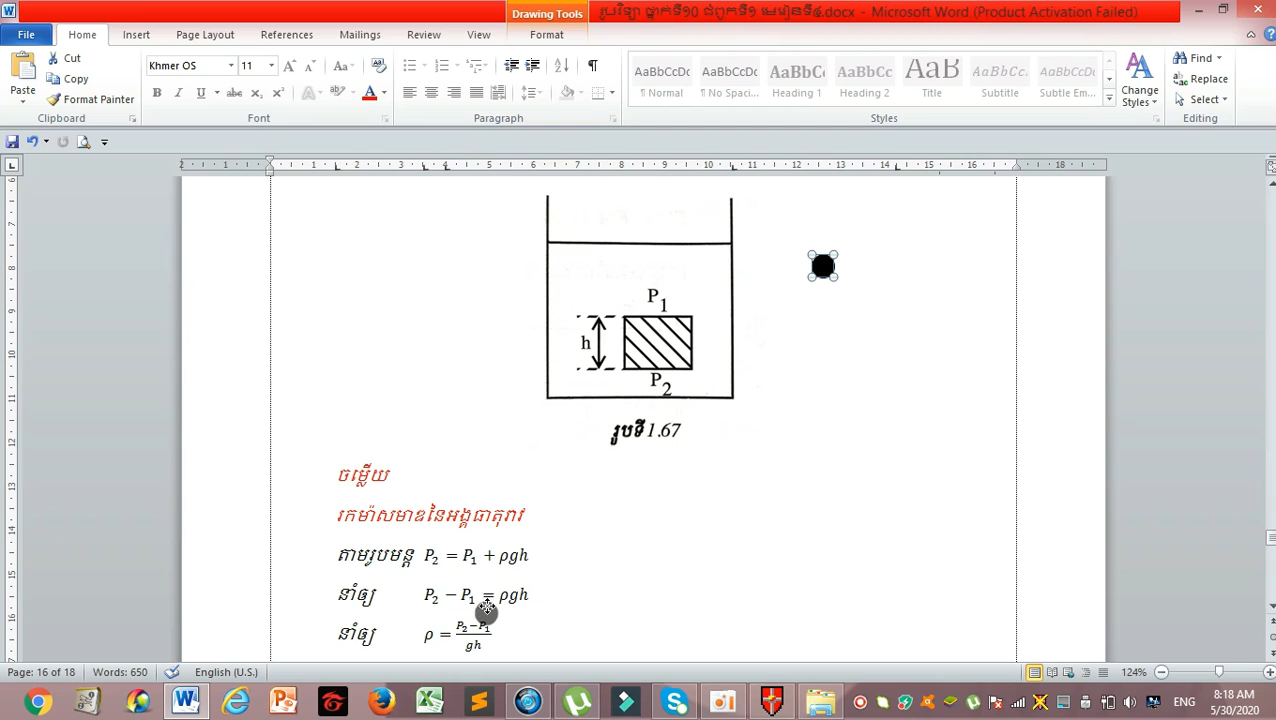 Drawing Tools
រូបវិទ្យា ថ្នាក់ទី10 ជំពូកទី១ មេរៀនទី៤.docx - Microsoft Word (Product Activation Failed)
File Home Insert Page Layout References Mailings Review View Format
Cut
Copy
Format Painter
Paste
Clipboard
Khmer OS 11
Font
Paragraph
AaBbCcDc AaBbCcDc AaBbCc AaBbCc AaB AaBbCcL AaBbCcDc
¶ Normal ¶ No Spaci... Heading 1 Heading 2 Title Subtitle Subtle Em...
Styles
Change Styles
Find
Replace
Select
Editing
P1
h
P2
រូបទី 1.67
ចម្លើយ
រកម៉ាសមាឌនៃអង្គធាតុរាវ
តាមរូបមន្ត P₂ = P₁ + ρgh
នាំឲ្យ P₂ − P₁ = ρgh
នាំឲ្យ ρ = (P₂−P₁)/gh
Page: 16 of 18 Words: 650 English (U.S.) 124%
ENG
8:18 AM
5/30/2020